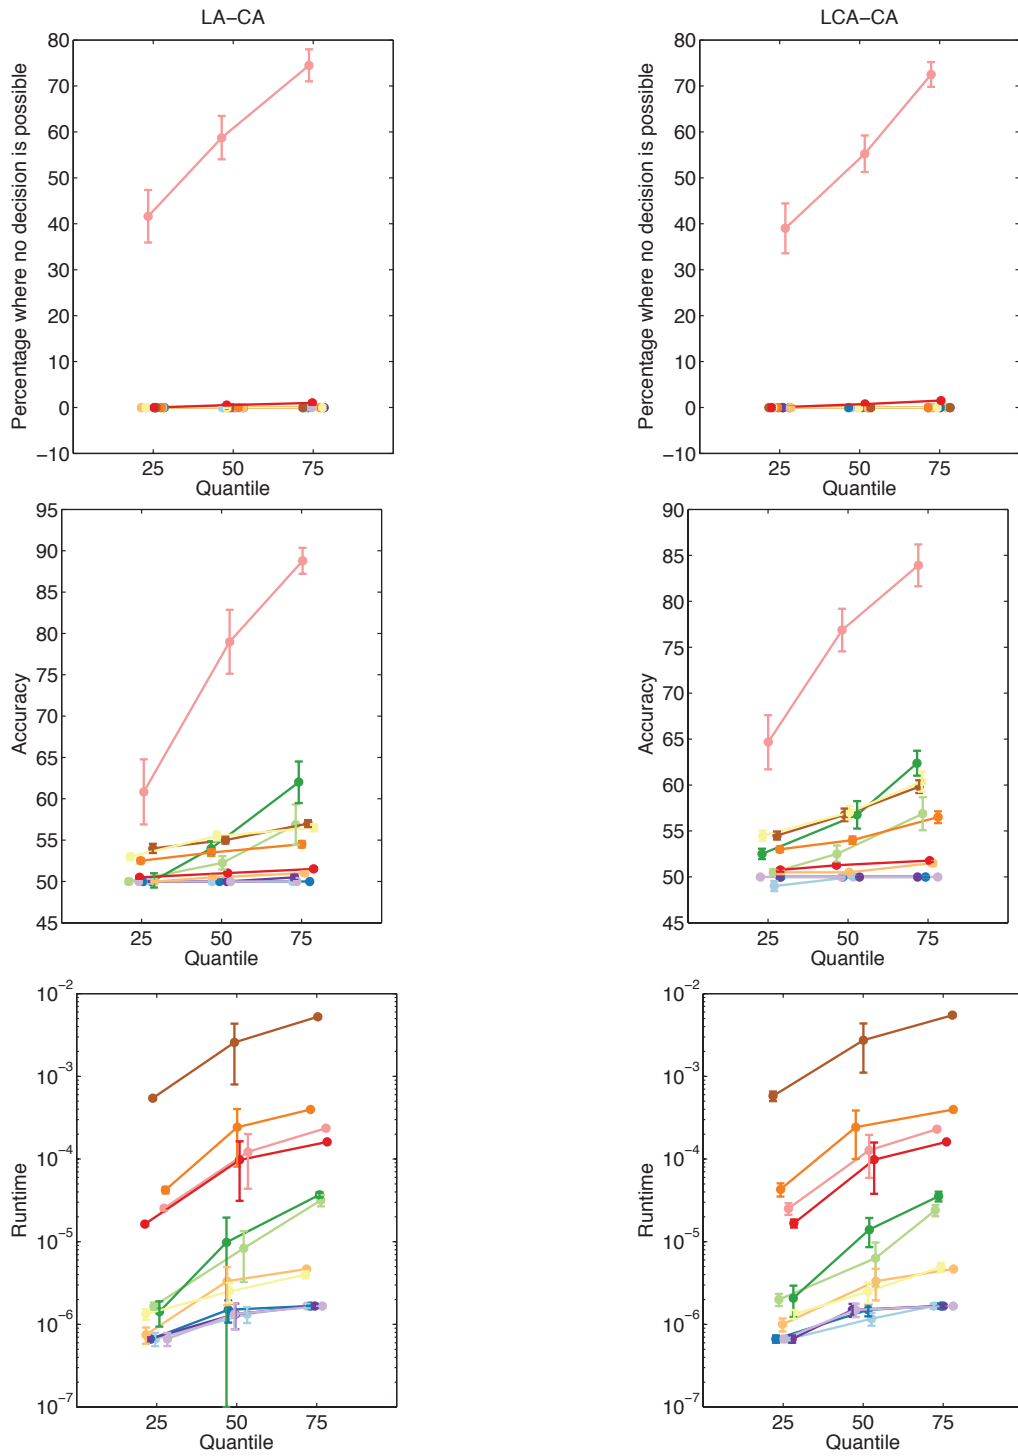 LA−CA
LCA−CA
80
70
60
50
40
30
20
10
0
−10
Percentage where no decision is possible
25 50 75
Quantile
80
70
60
50
40
30
20
10
0
−10
Percentage where no decision is possible
25 50 75
Quantile
95
90
85
80
75
70
65
60
55
50
45
Accuracy
25 50 75
Quantile
90
85
80
75
70
65
60
55
50
45
Accuracy
25 50 75
Quantile
10⁻²
10⁻³
10⁻⁴
10⁻⁵
10⁻⁶
10⁻⁷
Runtime
25 50 75
Quantile
10⁻²
10⁻³
10⁻⁴
10⁻⁵
10⁻⁶
10⁻⁷
Runtime
25 50 75
Quantile